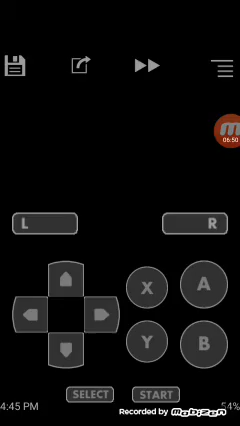 06:50
L
R
X
A
Y
B
SELECT
START
4:45 PM
54%
Recorded by mobizen